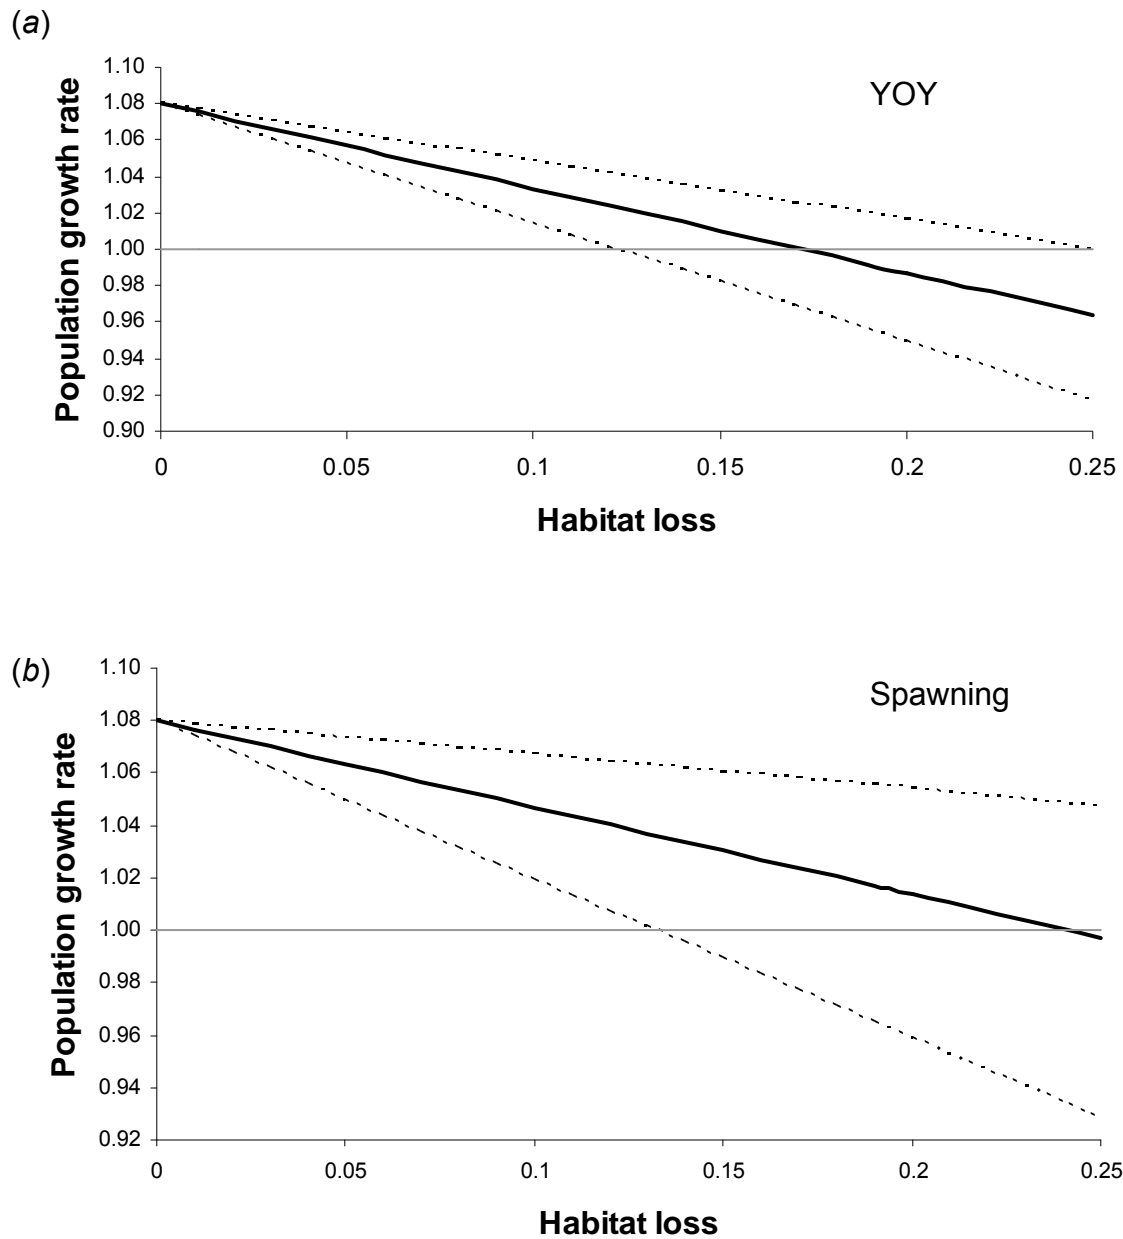 (a)
YOY
Population growth rate
1.10
1.08
1.06
1.04
1.02
1.00
0.98
0.96
0.94
0.92
0.90
0 0.05 0.1 0.15 0.2 0.25
Habitat loss
(b)
Spawning
Population growth rate
1.10
1.08
1.06
1.04
1.02
1.00
0.98
0.96
0.94
0.92
0 0.05 0.1 0.15 0.2 0.25
Habitat loss